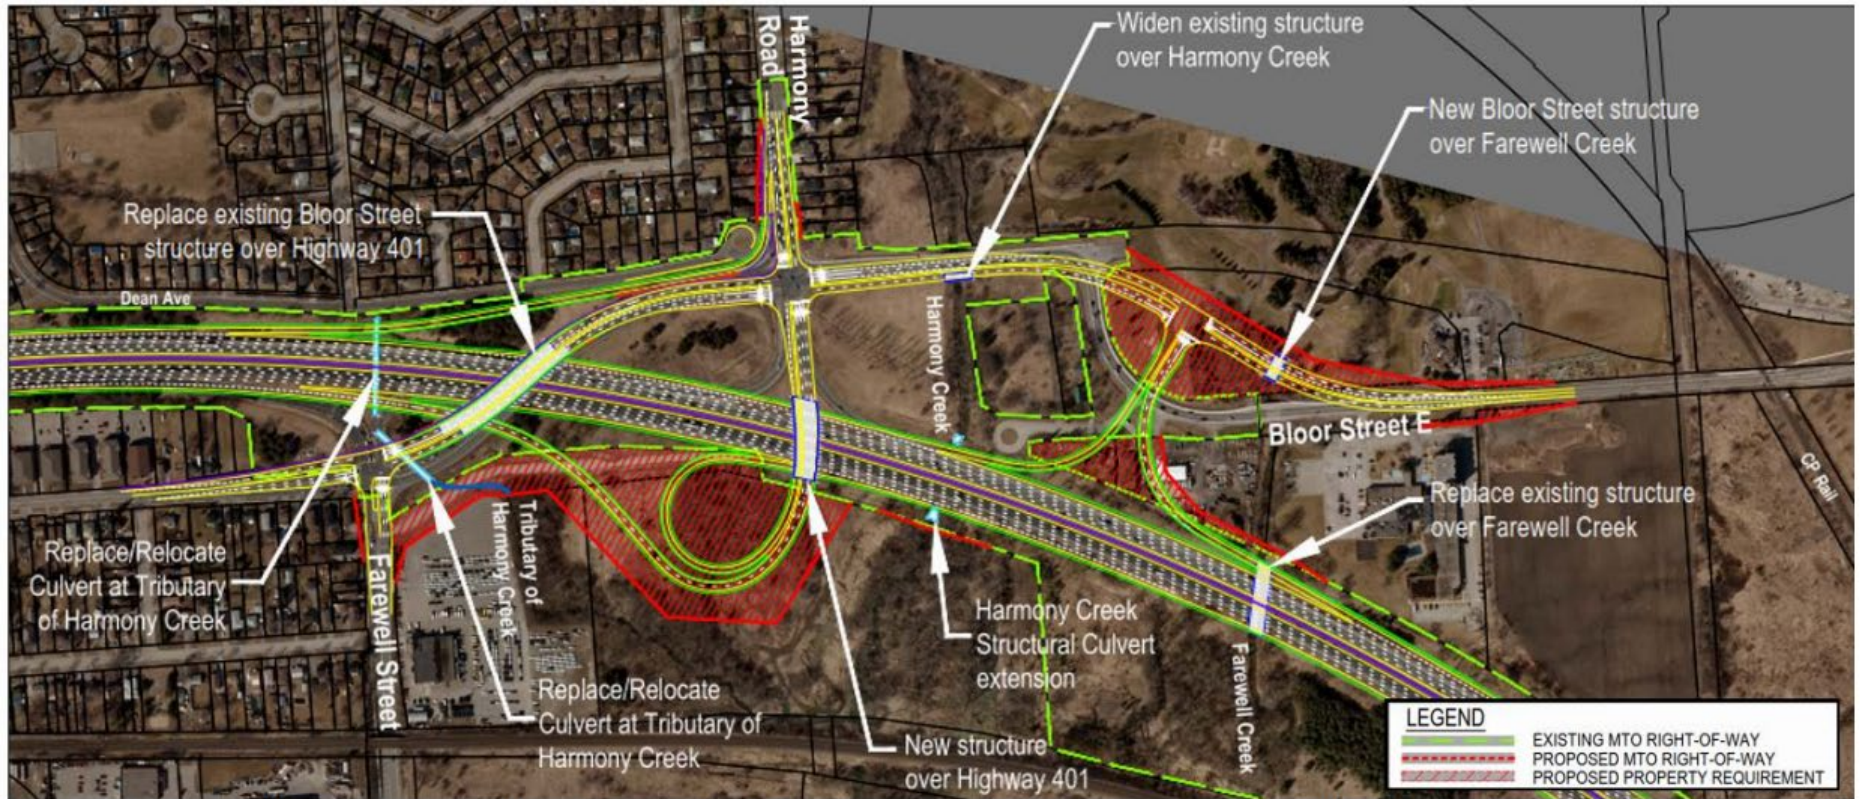 Harmony
Road
Widen existing structure
over Harmony Creek
New Bloor Street structure
over Farewell Creek
Replace existing Bloor Street
structure over Highway 401
Dean Ave
Harmony Creek
Bloor Street E
CP Rail
Replace existing structure
over Farewell Creek
Tributary of
Harmony Creek
Replace/Relocate
Culvert at Tributary
of Harmony Creek
Farewell Street
Harmony Creek
Structural Culvert
extension
Farewell Creek
Replace/Relocate
Culvert at Tributary of
Harmony Creek
New structure
over Highway 401
LEGEND
EXISTING MTO RIGHT-OF-WAY
PROPOSED MTO RIGHT-OF-WAY
PROPOSED PROPERTY REQUIREMENT